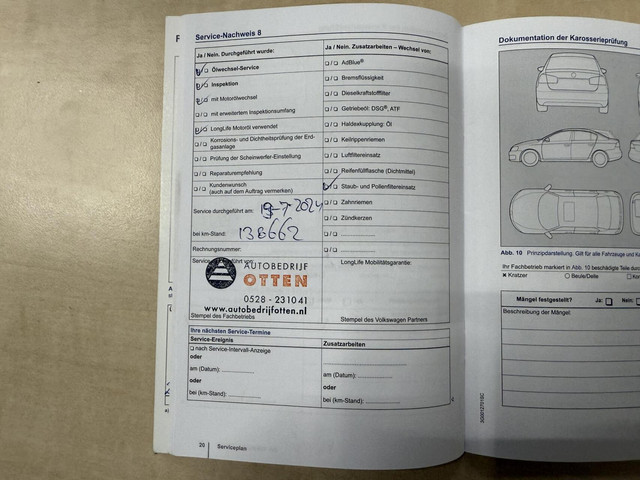 Service-Nachweis 8
Ja / Nein. Durchgeführt wurde:
Ölwechsel-Service
Inspektion
mit Motorölwechsel
mit erweitertem Inspektionsumfang
LongLife Motoröl verwendet
Korrosions- und Dichtheitsprüfung der Erd-
gasanlage
Prüfung der Scheinwerfer-Einstellung
Reparaturempfehlung
Kundenwunsch
(auch auf dem Auftrag vermerken)
Service durchgeführt am: 19-7-2024
bei km-Stand:
Rechnungsnummer:
AUTOBEDRIJF
OTTEN
0528 - 231041
www.autobedrijfotten.nl
Stempel des Fachbetriebs
Ja / Nein. Zusatzarbeiten – Wechsel von:
AdBlue®
Bremsflüssigkeit
Dieselkraftstofffilter
Getriebeöl: DSG®, ATF
Haldexkupplung: Öl
Keilrippenriemen
Luftfiltereinsatz
Reifenfüllflasche (Dichtmittel)
Staub- und Pollenfiltereinsatz
Zahnriemen
Zündkerzen
LongLife Mobilitätsgarantie:
Stempel des Volkswagen Partners
Ihre nächsten Service-Termine
Service-Ereignis
nach Service-Intervall-Anzeige
oder
am (Datum):
oder
bei (km-Stand):
Zusatzarbeiten
am (Datum):
oder
bei (km-Stand):
20 Serviceplan
Dokumentation der Karosserieprüfung
Abb. 10 Prinzipdarstellung. Gilt für alle Fahrzeuge und
Ihr Fachbetrieb markiert in Abb. 10 beschädigte Teile durch
Kratzer
Beule/Delle
Mängel festgestellt? Ja: Nein:
Beschreibung der Mängel: